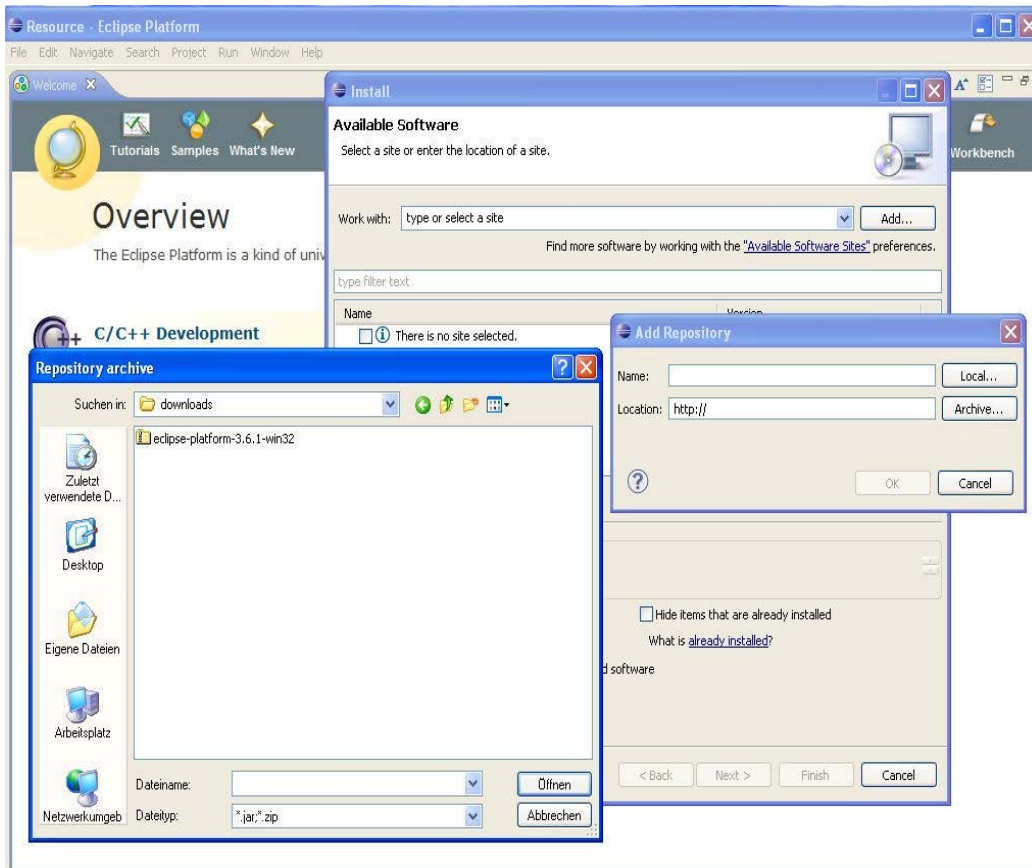 Resource - Eclipse Platform
File Edit Navigate Search Project Run Window Help
Welcome
Tutorials Samples What's New
Workbench
Overview
The Eclipse Platform is a kind of univ
C/C++ Development
Install
Available Software
Select a site or enter the location of a site.
Work with: type or select a site Add...
Find more software by working with the "Available Software Sites" preferences.
type filter text
Name Version
There is no site selected.
Add Repository
Name: Local...
Location: http:// Archive...
OK Cancel
Hide items that are already installed
What is already installed?
d software
< Back Next > Finish Cancel
Repository archive
Suchen in: downloads
eclipse-platform-3.6.1-win32
Zuletzt
verwendete D...
Desktop
Eigene Dateien
Arbeitsplatz
Netzwerkumgeb
Dateiname: Öffnen
Dateityp: *.jar;*.zip Abbrechen